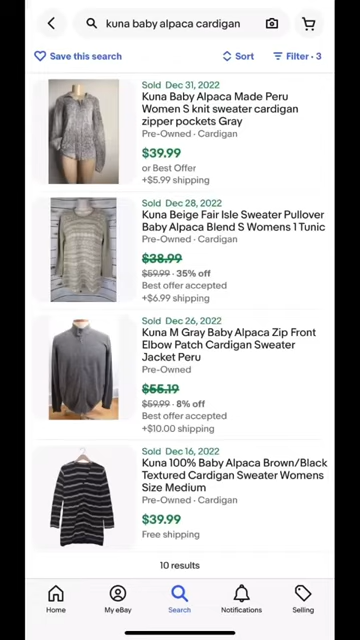 kuna baby alpaca cardigan
Save this search
Sort
Filter · 3
Sold Dec 31, 2022
Kuna Baby Alpaca Made Peru
Women S knit sweater cardigan
zipper pockets Gray
Pre-Owned · Cardigan
$39.99
or Best Offer
+$5.99 shipping
Sold Dec 28, 2022
Kuna Beige Fair Isle Sweater Pullover
Baby Alpaca Blend S Womens 1 Tunic
Pre-Owned · Cardigan
$38.99
$59.99 · 35% off
Best offer accepted
+$6.99 shipping
Sold Dec 26, 2022
Kuna M Gray Baby Alpaca Zip Front
Elbow Patch Cardigan Sweater
Jacket Peru
Pre-Owned
$55.19
$59.99 · 8% off
Best offer accepted
+$10.00 shipping
Sold Dec 16, 2022
Kuna 100% Baby Alpaca Brown/Black
Textured Cardigan Sweater Womens
Size Medium
Pre-Owned · Cardigan
$39.99
Free shipping
10 results
Home
My eBay
Search
Notifications
Selling